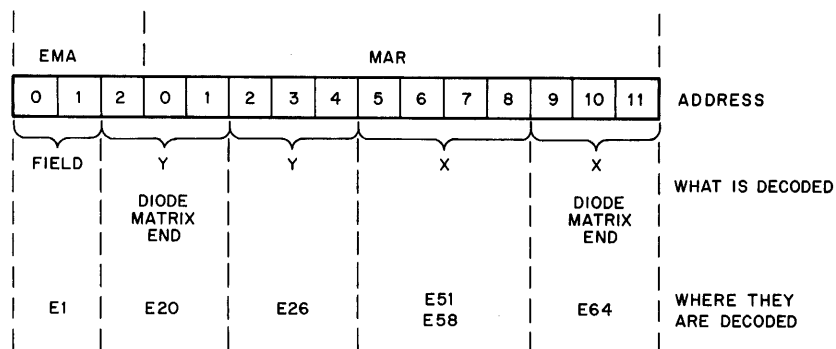 EMA MAR
0 1 2 0 1 2 3 4 5 6 7 8 9 10 11 ADDRESS
FIELD Y Y X X
WHAT IS DECODED
DIODE MATRIX END
DIODE MATRIX END
E1 E20 E26 E51 E58 E64
WHERE THEY ARE DECODED